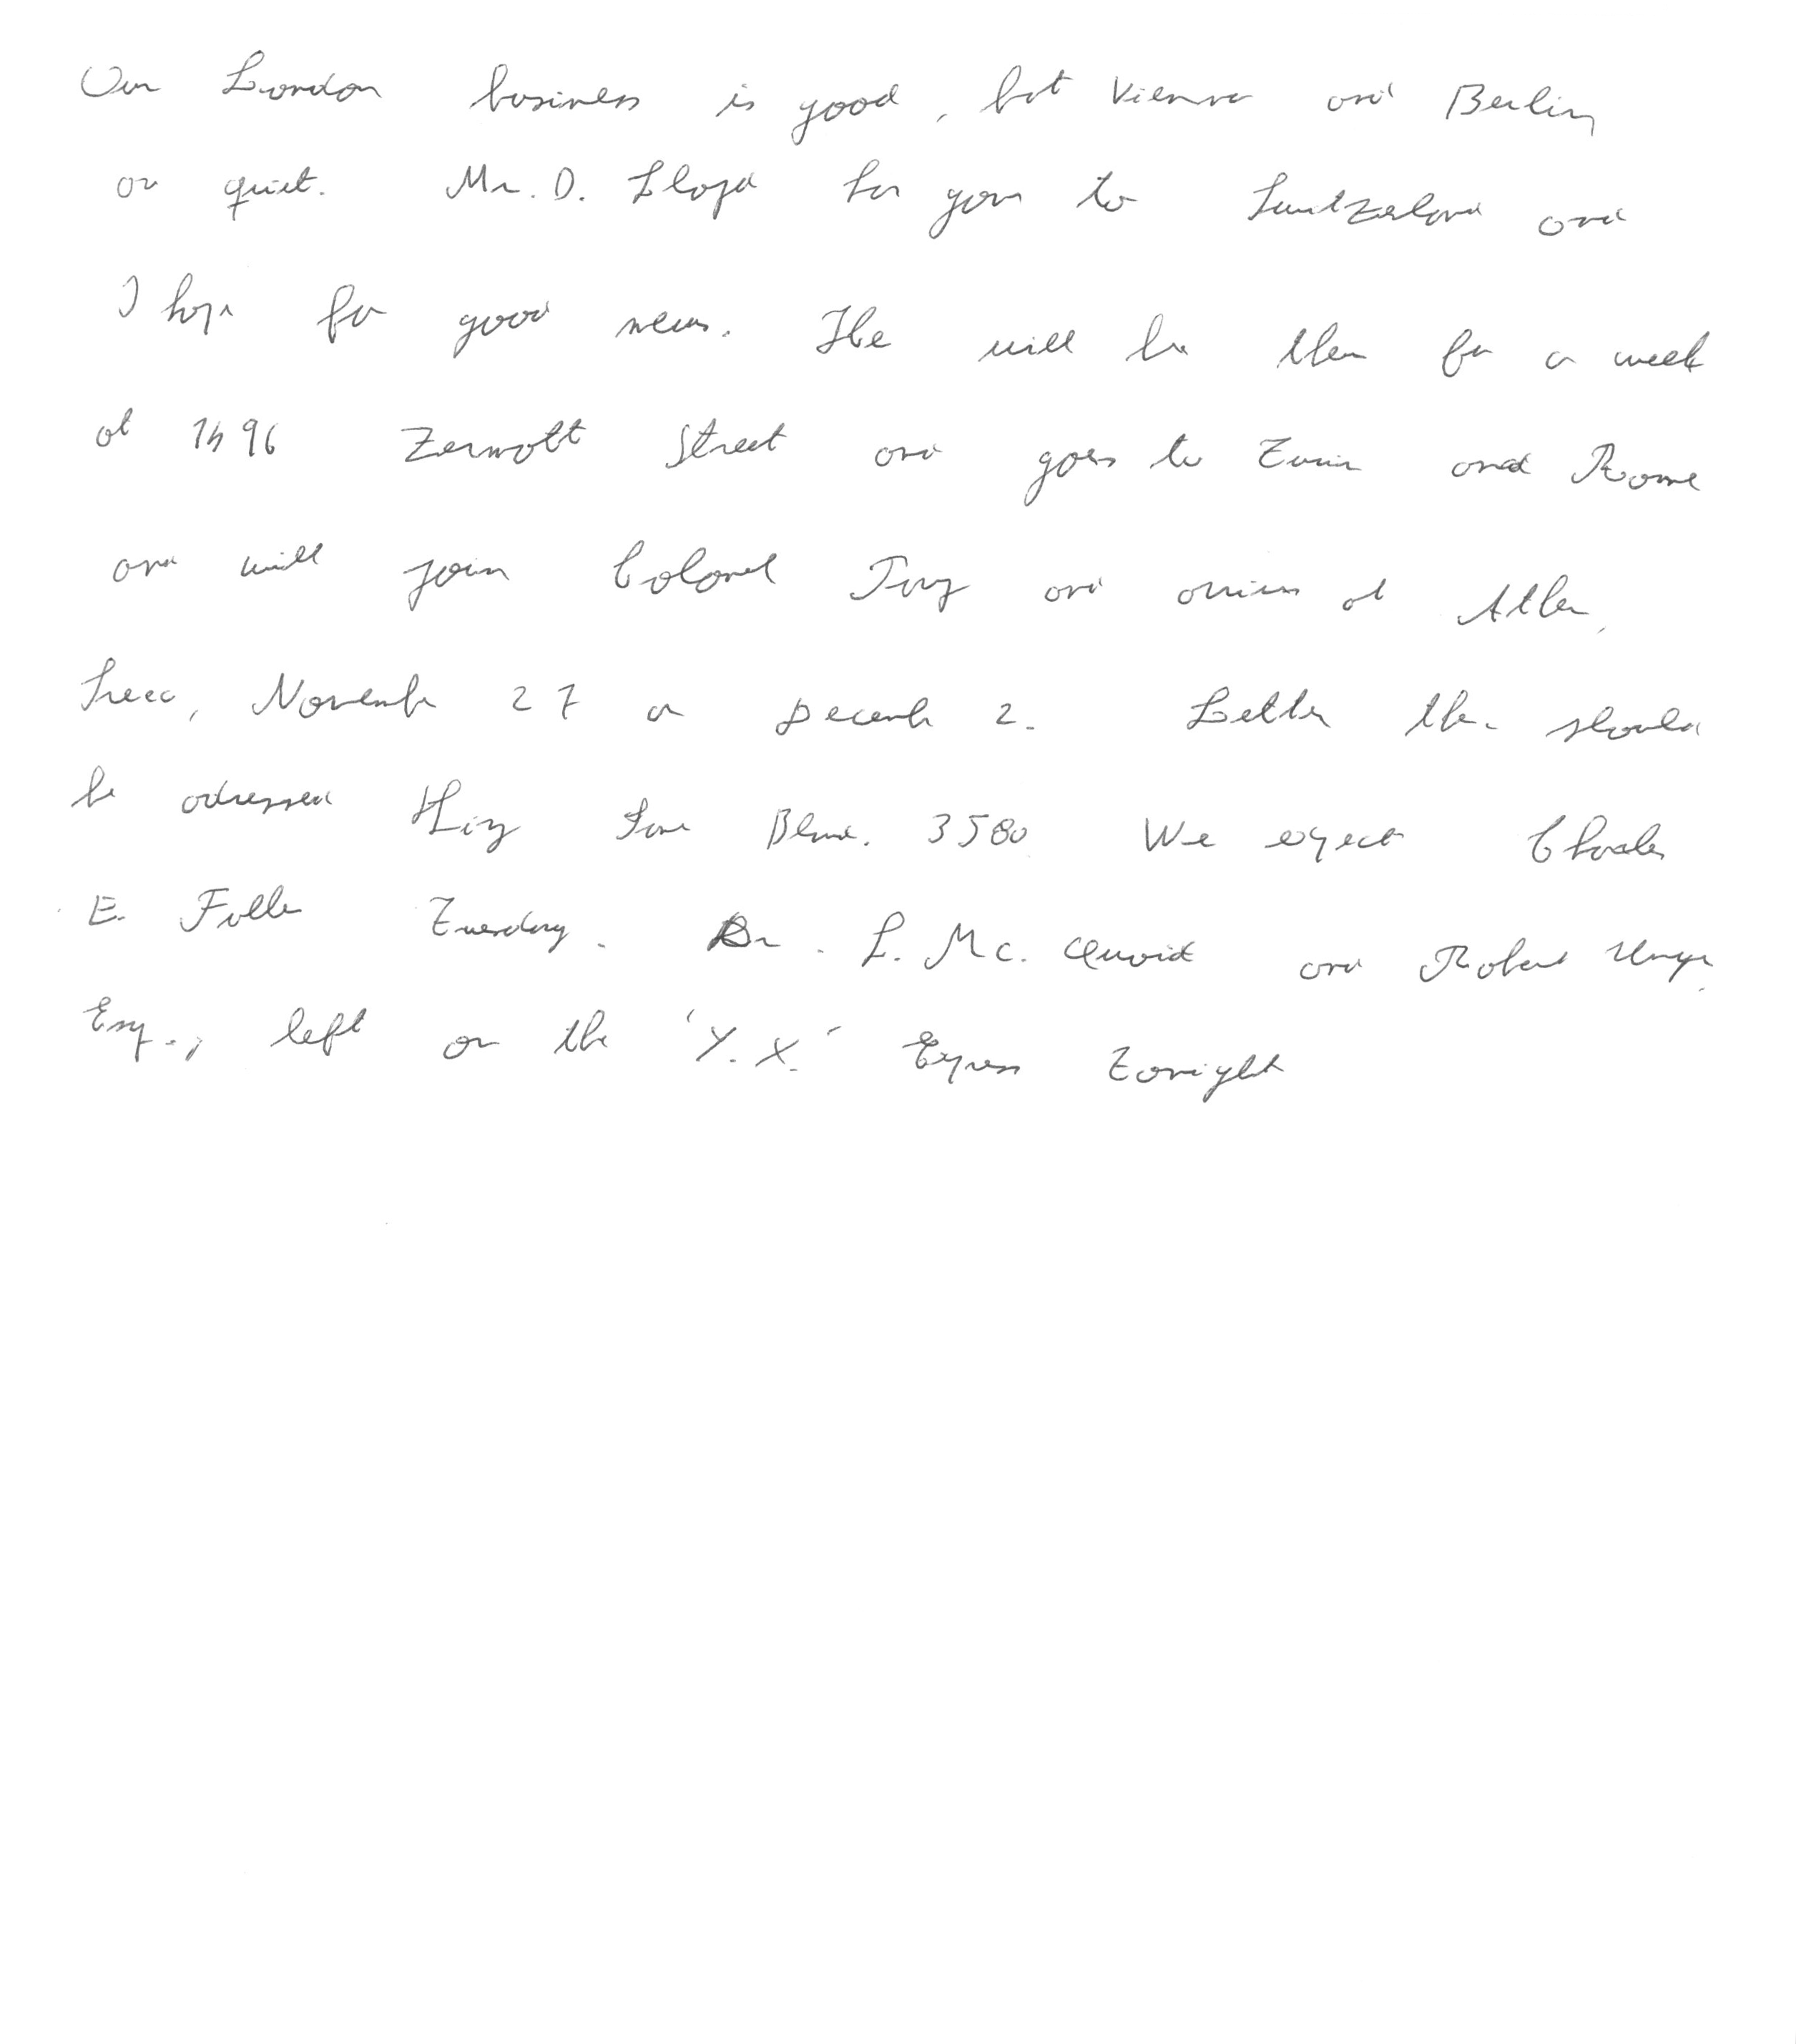 Our London business is good, but Vienna and Berlin
are quiet. Mr. D. Lloyd has gone to Switzerland and
I hope for good news. He will be there for a week
at 1496 Zermott Street and goes to Turin and Rome
and will join Colonel Parry and arrive at Athens,
Greece, November 27 or December 2. Letters there should
be addressed King James Blvd. 3580 We expect Charles
E. Fuller Tuesday. Dr. L. Mc. Quaid and Robert Unger,
Esq., left on the 'Y.X.' Express tonight